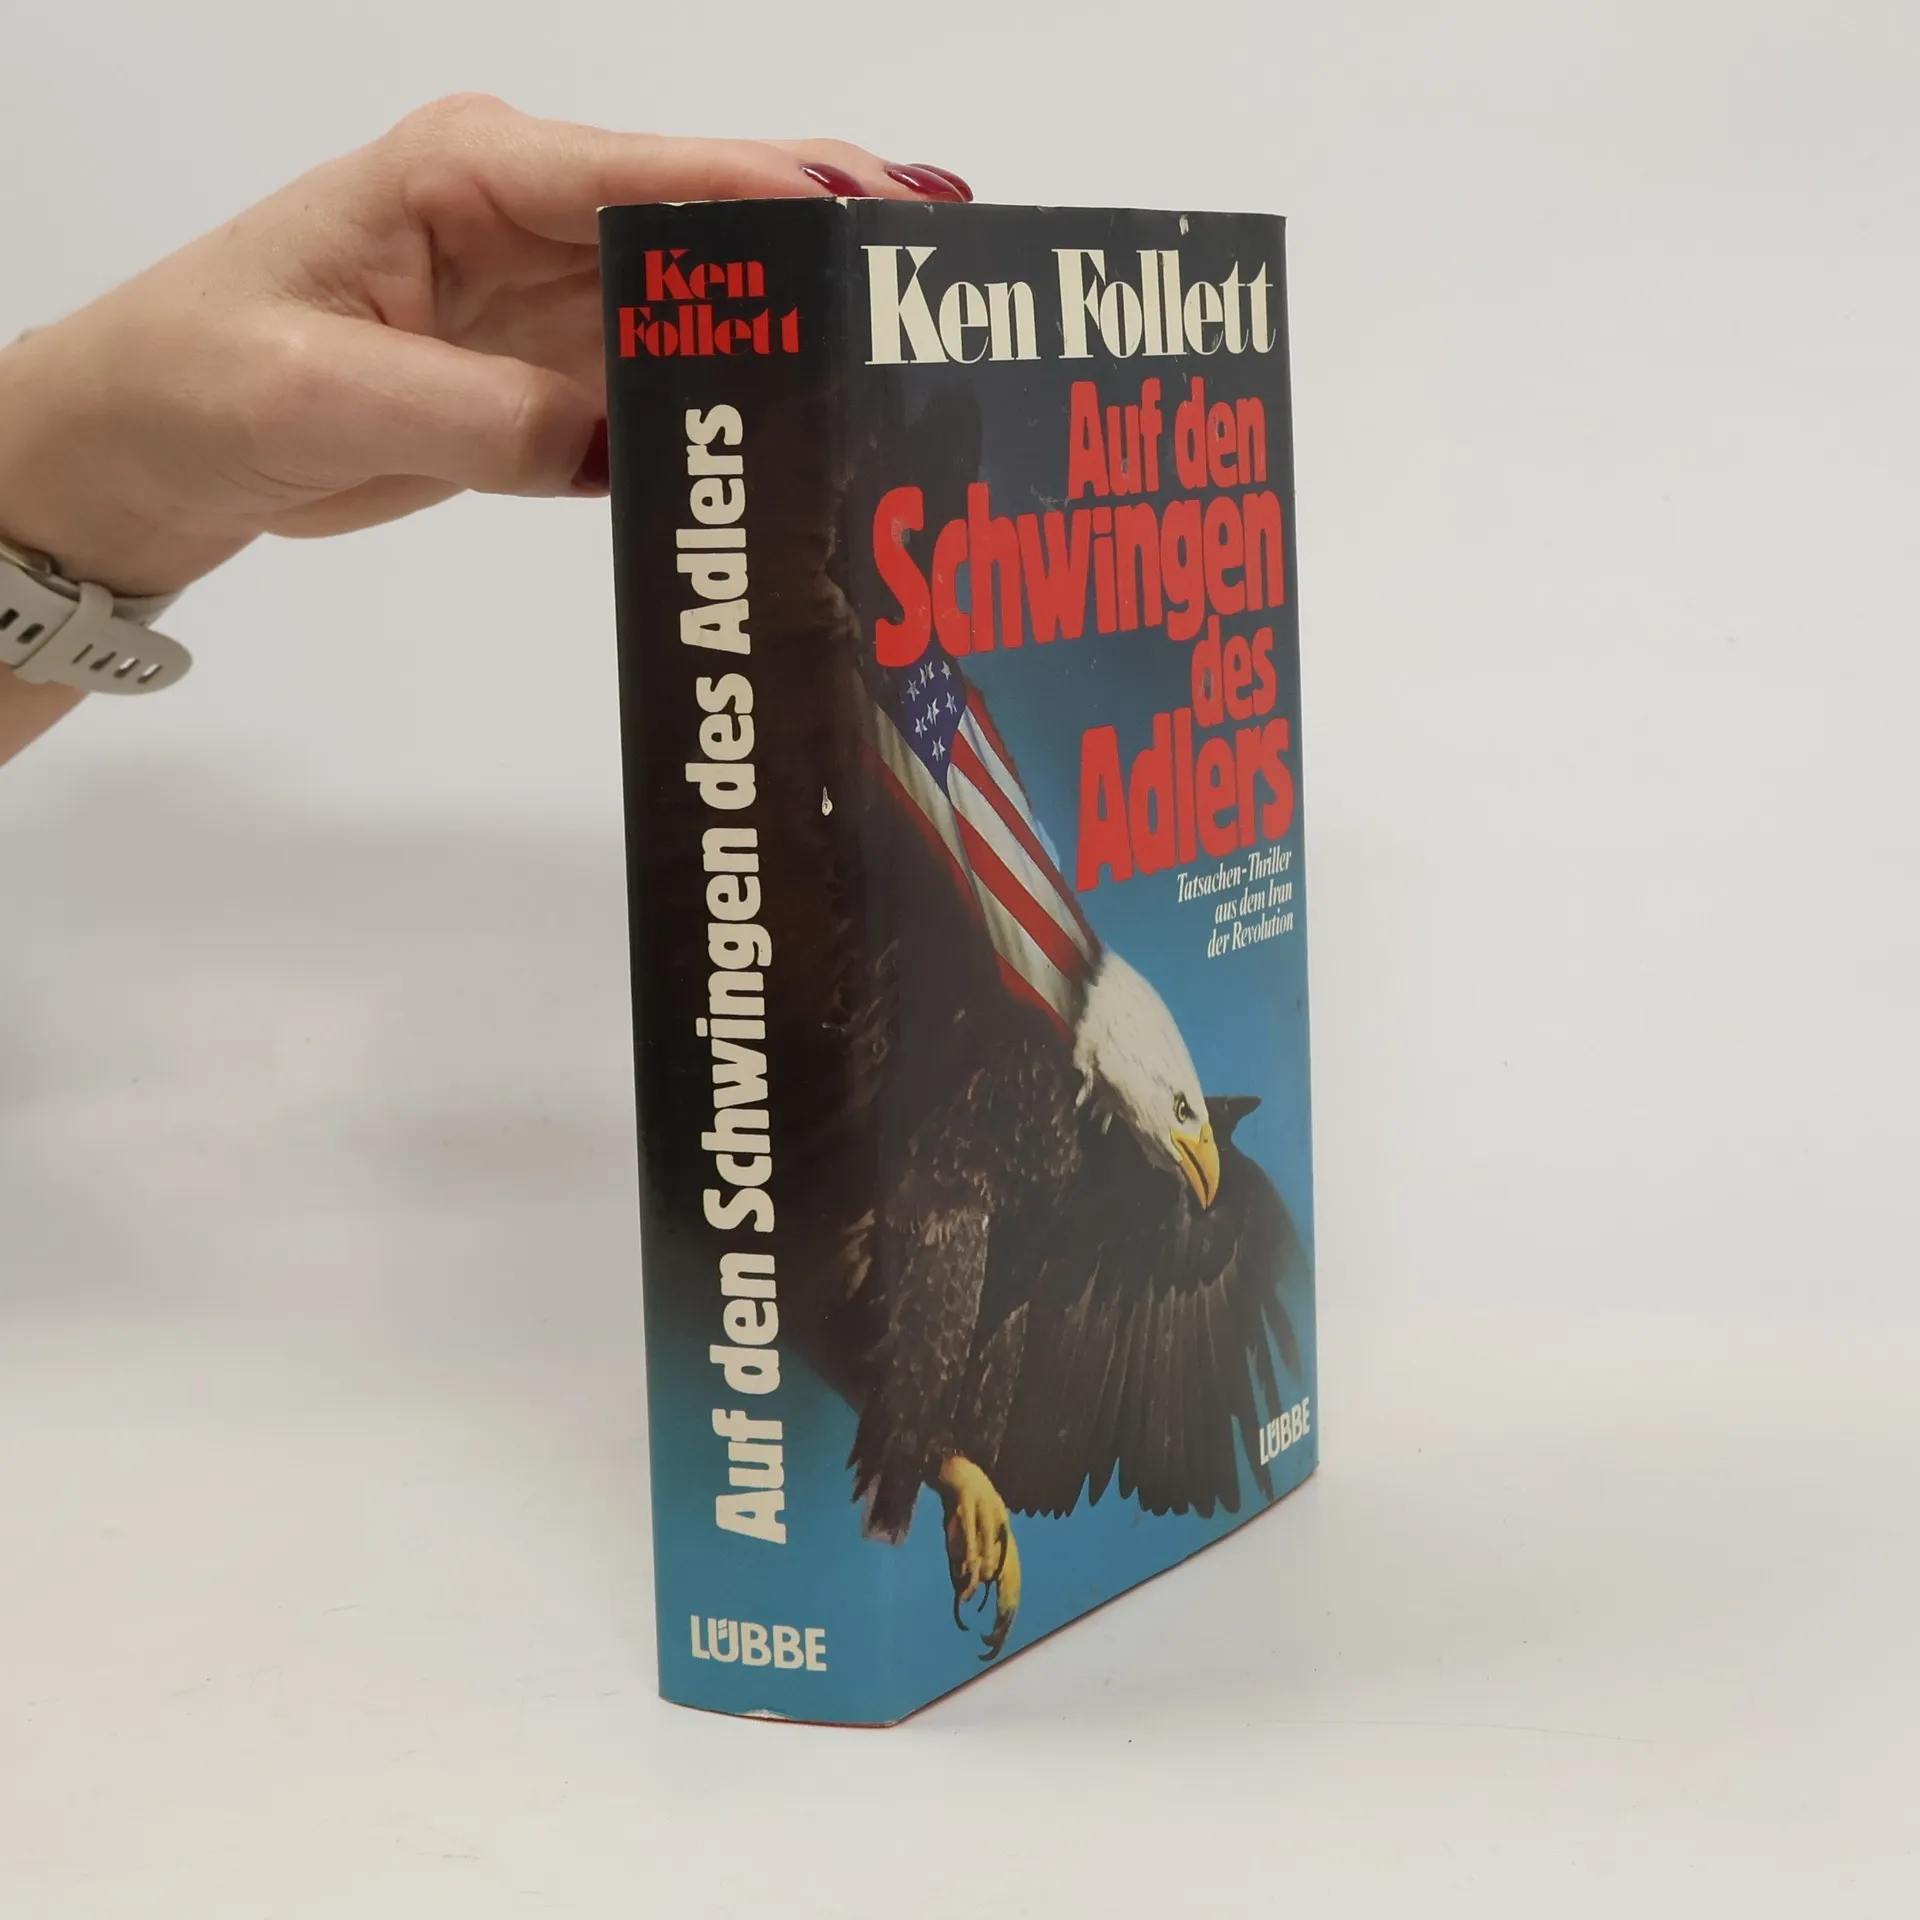 Ken
Follett
Auf den Schwingen des Adlers
LÜBBE
Ken Follett
Auf den
Schwingen
des
Adlers
Tatsachen-Thriller
aus dem Iran
der Revolution
LÜBBE